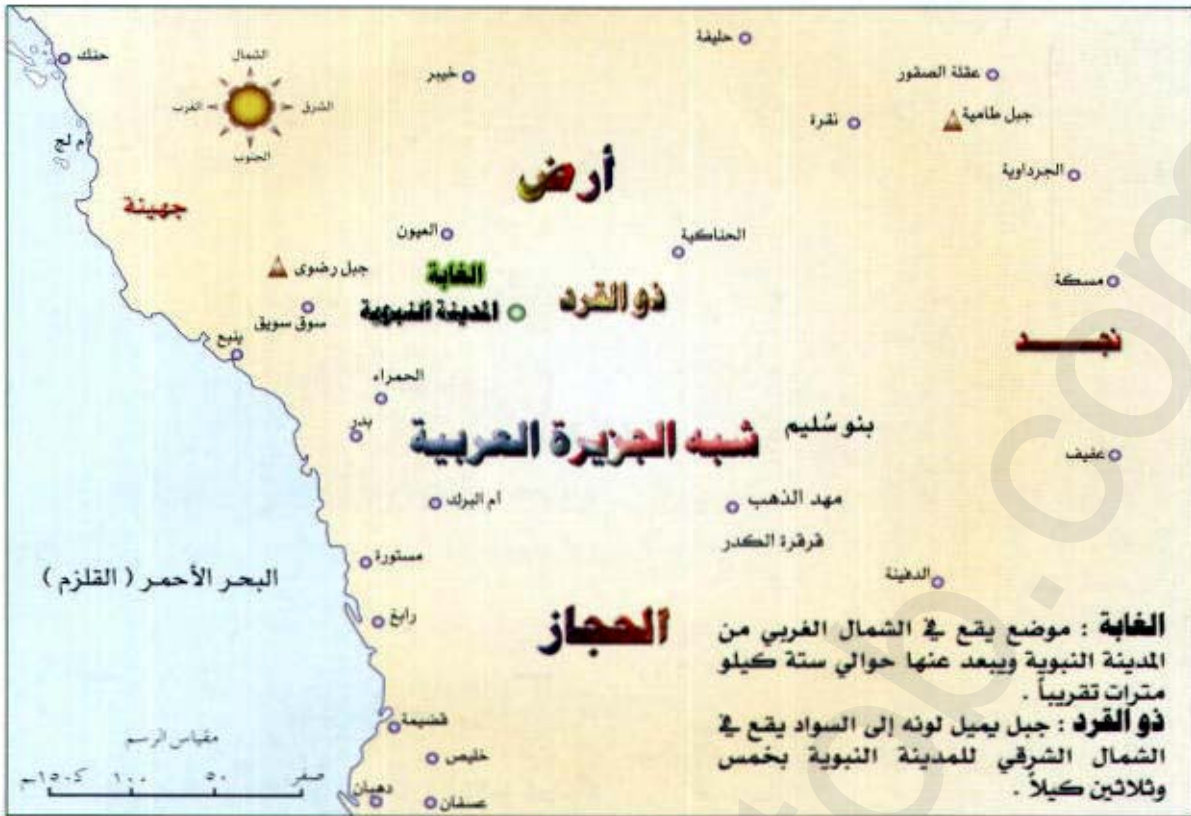 حليفة
حنك
الشمال
خيبر
عقلة الصقور
الشرق
الغرب
نقرة
جبل طامية
م لج
الجنوب
أرض
الجرداوية
جهينة
العيون
الحناكية
جبل رضوى
الغابة
مسكة
ذو القرد
المدينة النبوية
سوق سويق
ينبع
نجــــد
الحمراء
بدر
شبه الجزيرة العربية
بنو سُليم
عفيف
أم البرك
مهد الذهب
قرقرة الكدر
مستورة
البحر الأحمر ( القلزم )
الدفينة
رابغ
الحجاز
الغابة : موضع يقع في الشمال الغربي من
المدينة النبوية ويبعد عنها حوالي ستة كيلو
مترات تقريباً .
ذو القرد : جبل يميل لونه إلى السواد يقع في
الشمال الشرقي للمدينة النبوية بخمس
وثلاثين كيلاً .
قضيمة
مقياس الرسم
خليص
صفر ٥٠ ١٠٠ ١٥٠كم
دهبان
عسفان